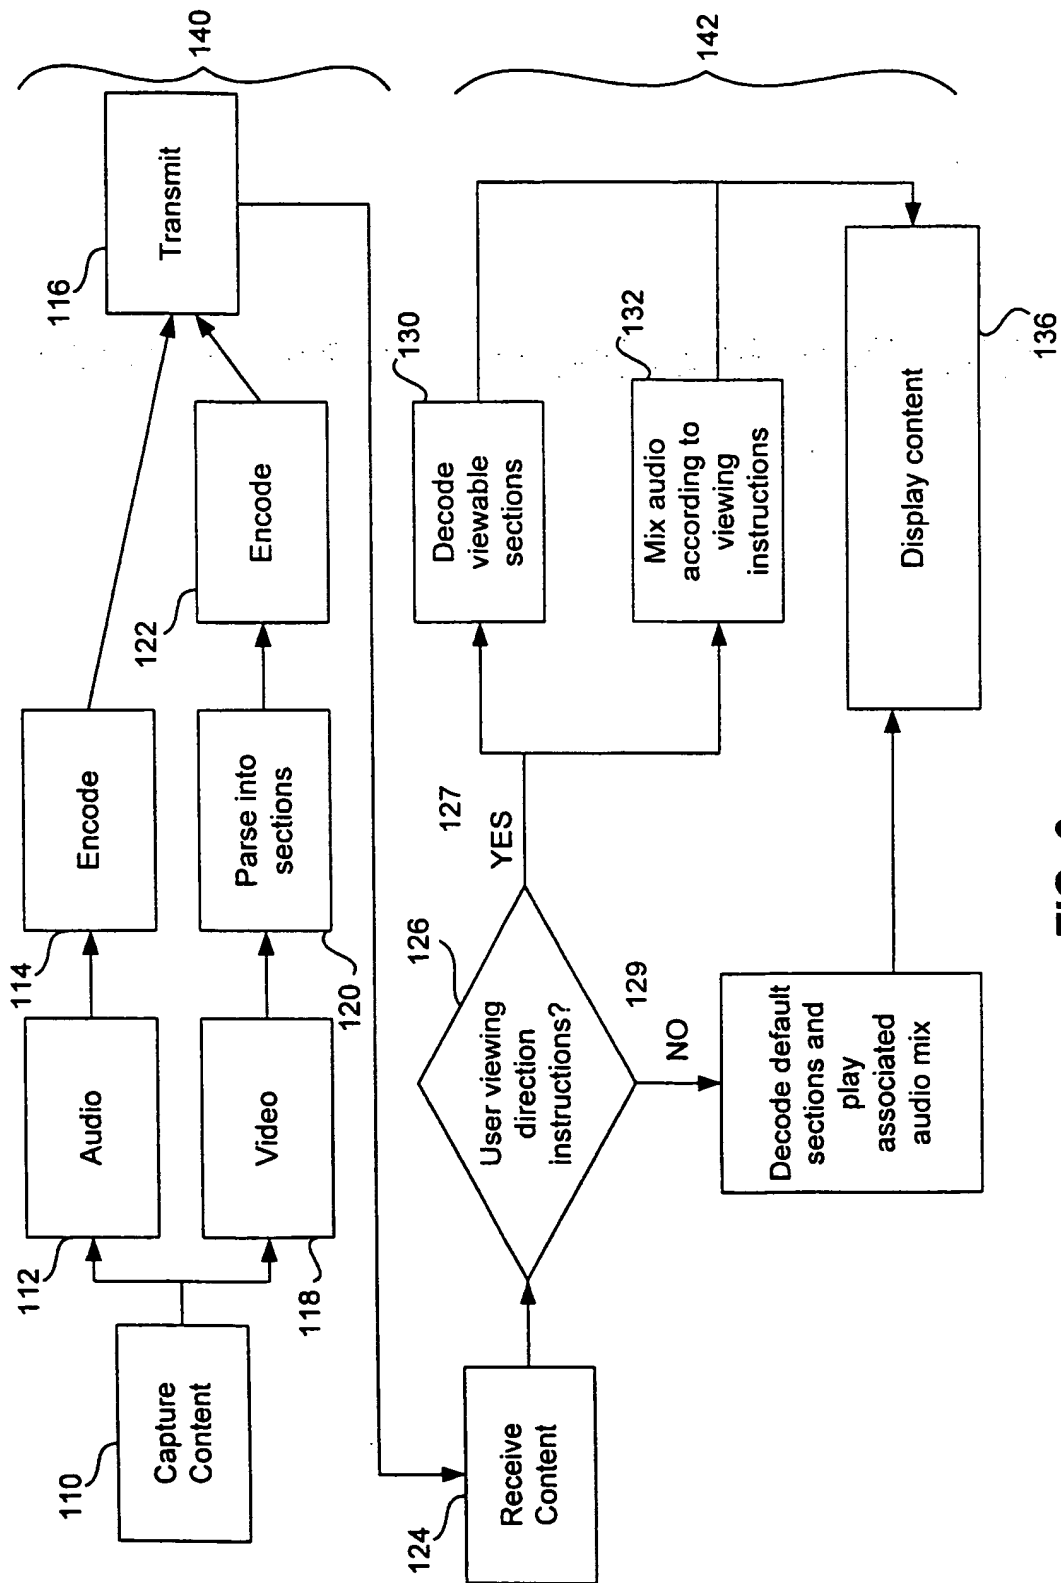 110
Capture
Content
112
Audio
114
Encode
116
Transmit
140
118
Video
120
Parse into
sections
122
Encode
124
Receive
Content
126
User viewing
direction
instructions?
127
YES
129
NO
130
Decode
viewable
sections
132
Mix audio
according to
viewing
instructions
142
Decode default
sections and
play
associated
audio mix
Display content
136